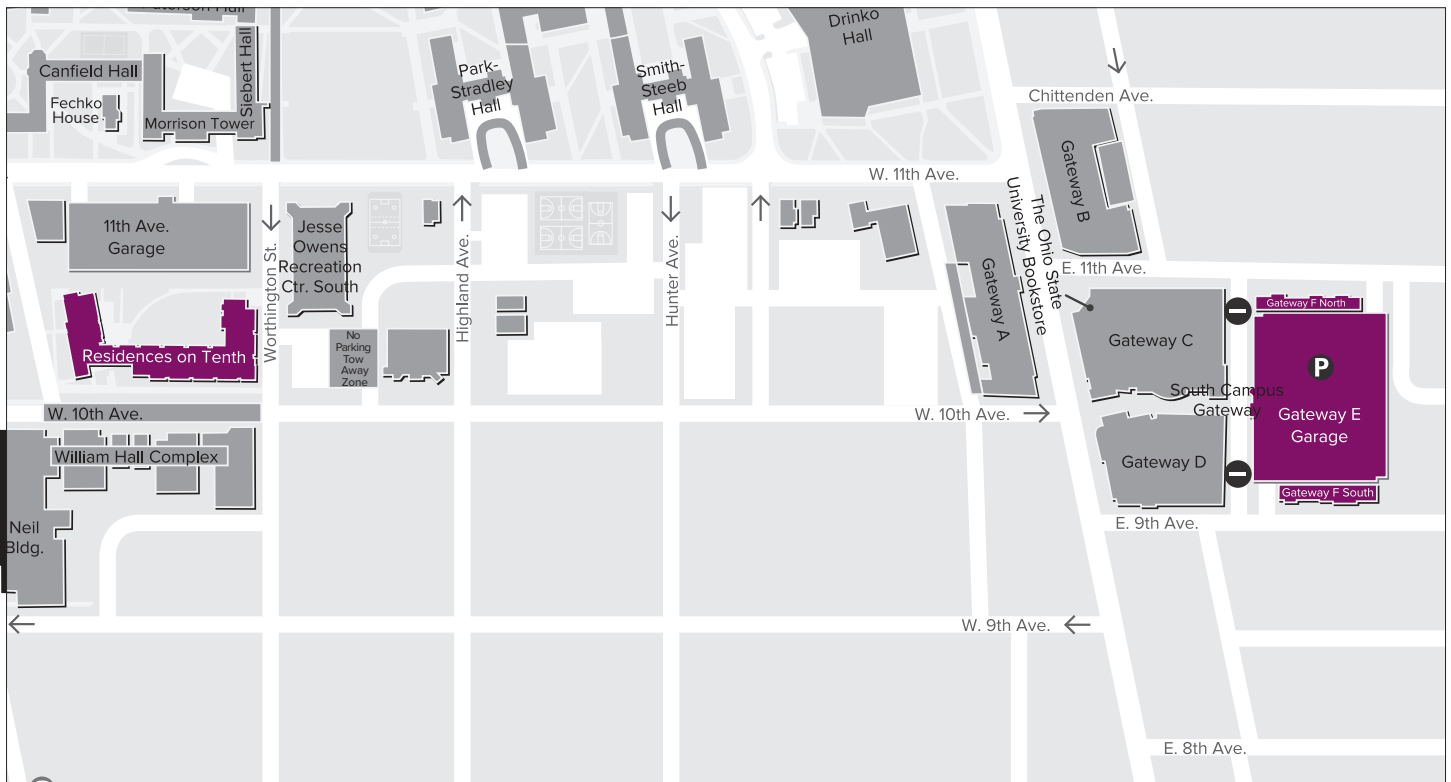 Paterson Hall
Drinko
Hall
Siebert Hall
Canfield Hall
Park-
Stradley
Hall
Smith-
Steeb
Hall
Fechko
House
Morrison Tower
Chittenden Ave.
Gateway B
W. 11th Ave.
11th Ave.
Garage
Jesse
Owens
Recreation
Ctr. South
Worthington St.
Highland Ave.
Hunter Ave.
Gateway A
The Ohio State
University Bookstore
E. 11th Ave.
Gateway F North
No
Parking
Tow
Away
Zone
Residences on Tenth
Gateway C
P
South Campus
Gateway
Gateway E
Garage
W. 10th Ave.
W. 10th Ave.
William Hall Complex
Gateway D
Gateway F South
Neil
Bldg.
E. 9th Ave.
W. 9th Ave.
E. 8th Ave.